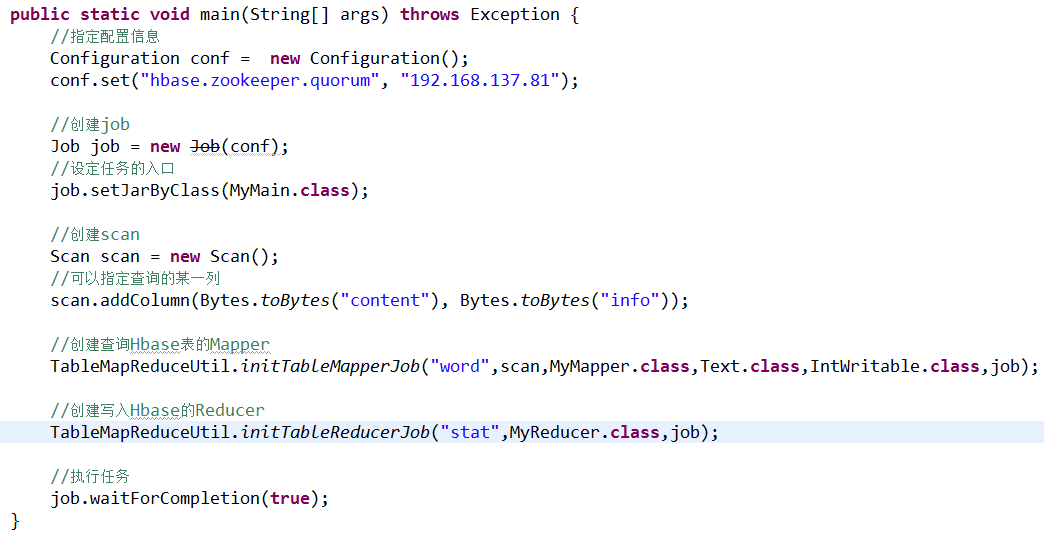 public static void main(String[] args) throws Exception {
    //指定配置信息
    Configuration conf =  new Configuration();
    conf.set("hbase.zookeeper.quorum", "192.168.137.81");

    //创建job
    Job job = new Job(conf);
    //设定任务的入口
    job.setJarByClass(MyMain.class);

    //创建scan
    Scan scan = new Scan();
    //可以指定查询的某一列
    scan.addColumn(Bytes.toBytes("content"), Bytes.toBytes("info"));

    //创建查询Hbase表的Mapper
    TableMapReduceUtil.initTableMapperJob("word",scan,MyMapper.class,Text.class,IntWritable.class,job);

    //创建写入Hbase的Reducer
    TableMapReduceUtil.initTableReducerJob("stat",MyReducer.class,job);

    //执行任务
    job.waitForCompletion(true);
}